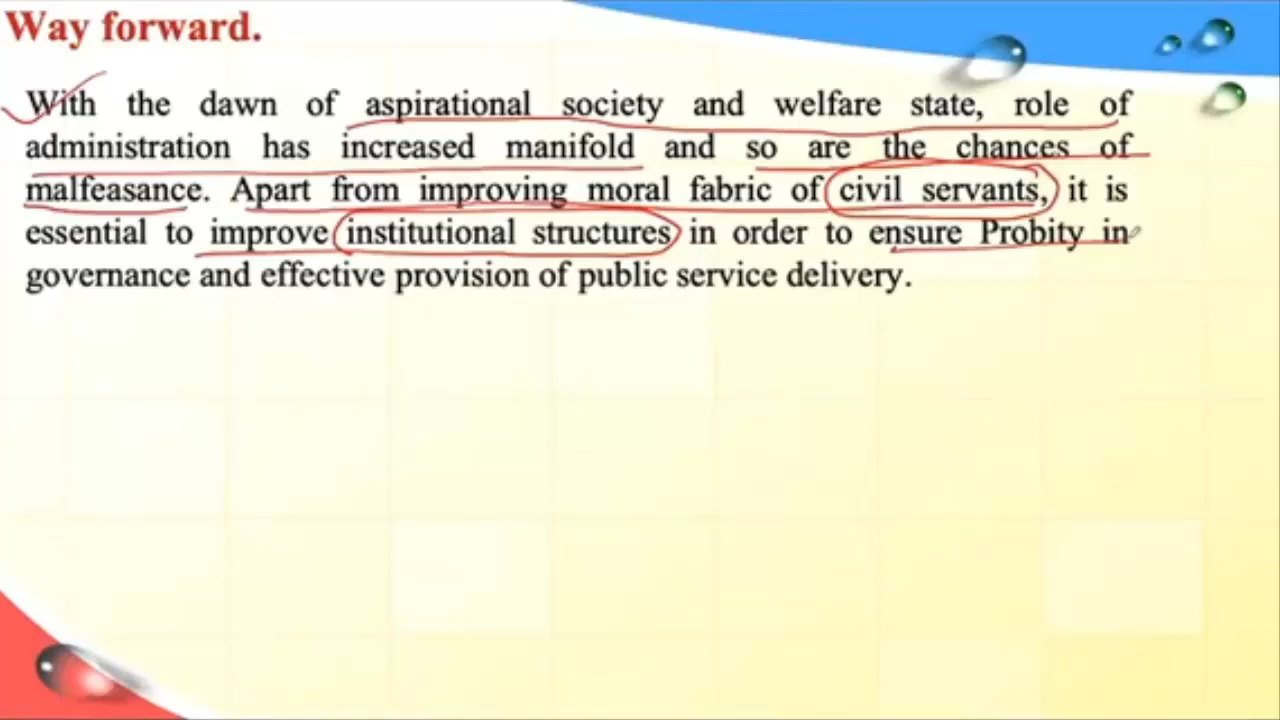 Way forward.
With the dawn of aspirational society and welfare state, role of
administration has increased manifold and so are the chances of
malfeasance. Apart from improving moral fabric of civil servants, it is
essential to improve institutional structures in order to ensure Probity in
governance and effective provision of public service delivery.